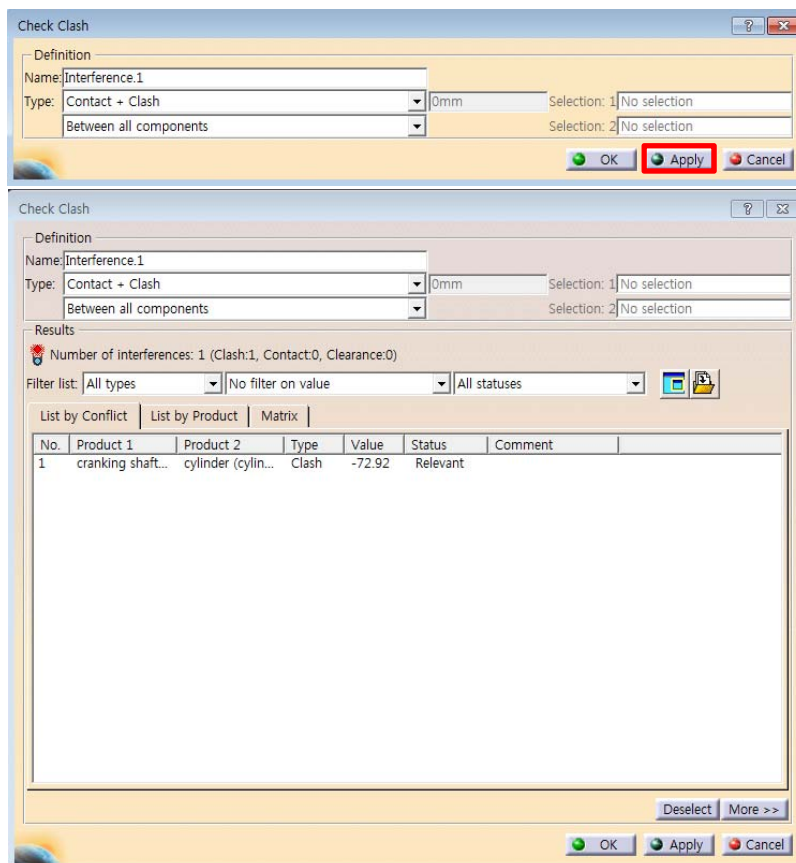 Check Clash
Definition
Name: Interference.1
Type: Contact + Clash 0mm Selection: 1 No selection
Between all components Selection: 2 No selection
OK Apply Cancel
Check Clash
Definition
Name: Interference.1
Type: Contact + Clash 0mm Selection: 1 No selection
Between all components Selection: 2 No selection
Results
Number of interferences: 1 (Clash:1, Contact:0, Clearance:0)
Filter list: All types No filter on value All statuses
List by Conflict List by Product Matrix
No. Product 1 Product 2 Type Value Status Comment
1 cranking shaft... cylinder (cylin... Clash -72.92 Relevant
Deselect More >>
OK Apply Cancel